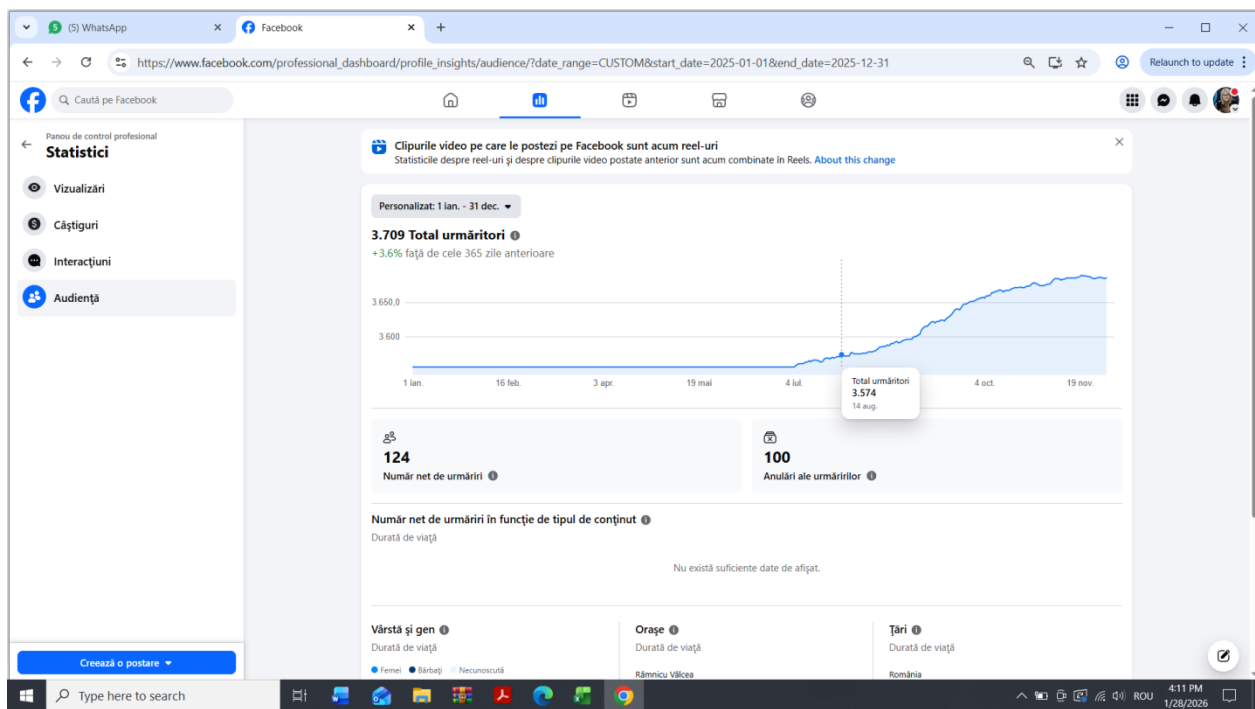 (5) WhatsApp
Facebook
https://www.facebook.com/professional_dashboard/profile_insights/audience/?date_range=CUSTOM&start_date=2025-01-01&end_date=2025-12-31
Relaunch to update
Caută pe Facebook
Panou de control profesional
Statistici
Vizualizări
Câștiguri
Interacțiuni
Audiență
Creează o postare
Clipurile video pe care le postezi pe Facebook sunt acum reel-uri
Statisticile despre reel-uri și despre clipurile video postate anterior sunt acum combinate în Reels. About this change
Personalizat: 1 ian. - 31 dec.
3.709 Total urmăritori
+3.6% față de cele 365 zile anterioare
3.650,0
3.600
1 ian. 16 feb. 3 apr. 19 mai 4 iul. 4 oct. 19 nov.
Total urmăritori
3.574
14 aug.
124
Număr net de urmăriri
100
Anulări ale urmăririlor
Număr net de urmăriri în funcție de tipul de conținut
Durată de viață
Nu există suficiente date de afișat.
Vârstă și gen
Durată de viață
Femei Bărbați Necunoscută
Orașe
Durată de viață
Râmnicu Vâlcea
Țări
Durată de viață
România
Type here to search
ROU
4:11 PM
1/28/2026